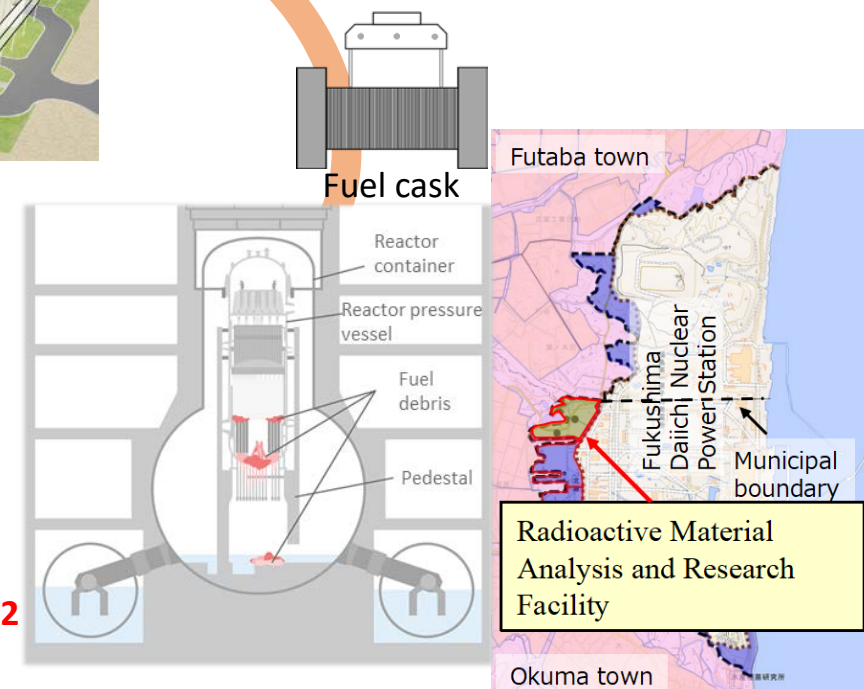 Fuel cask
Reactor
container
Reactor pressure
vessel
Fuel
debris
Pedestal
2
Futaba town
Fukushima
Daiichi Nuclear
Power Station
Municipal
boundary
Radioactive Material
Analysis and Research
Facility
Okuma town